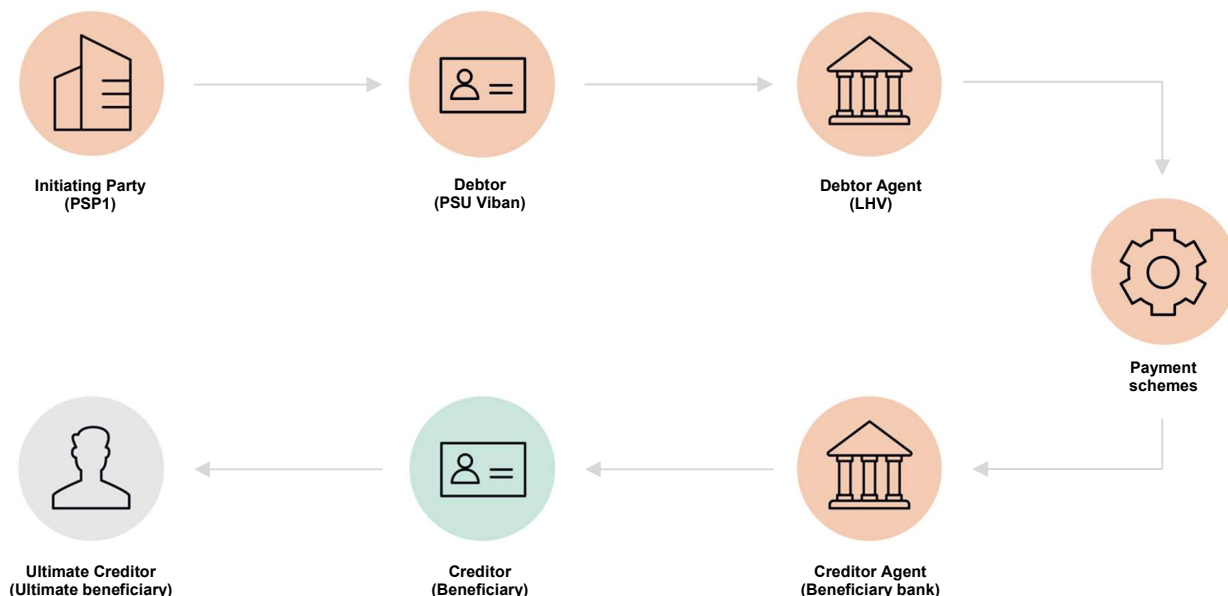 Initiating Party
(PSP1)
Debtor
(PSU Viban)
Debtor Agent
(LHV)
Payment
schemes
Ultimate Creditor
(Ultimate beneficiary)
Creditor
(Beneficiary)
Creditor Agent
(Beneficiary bank)